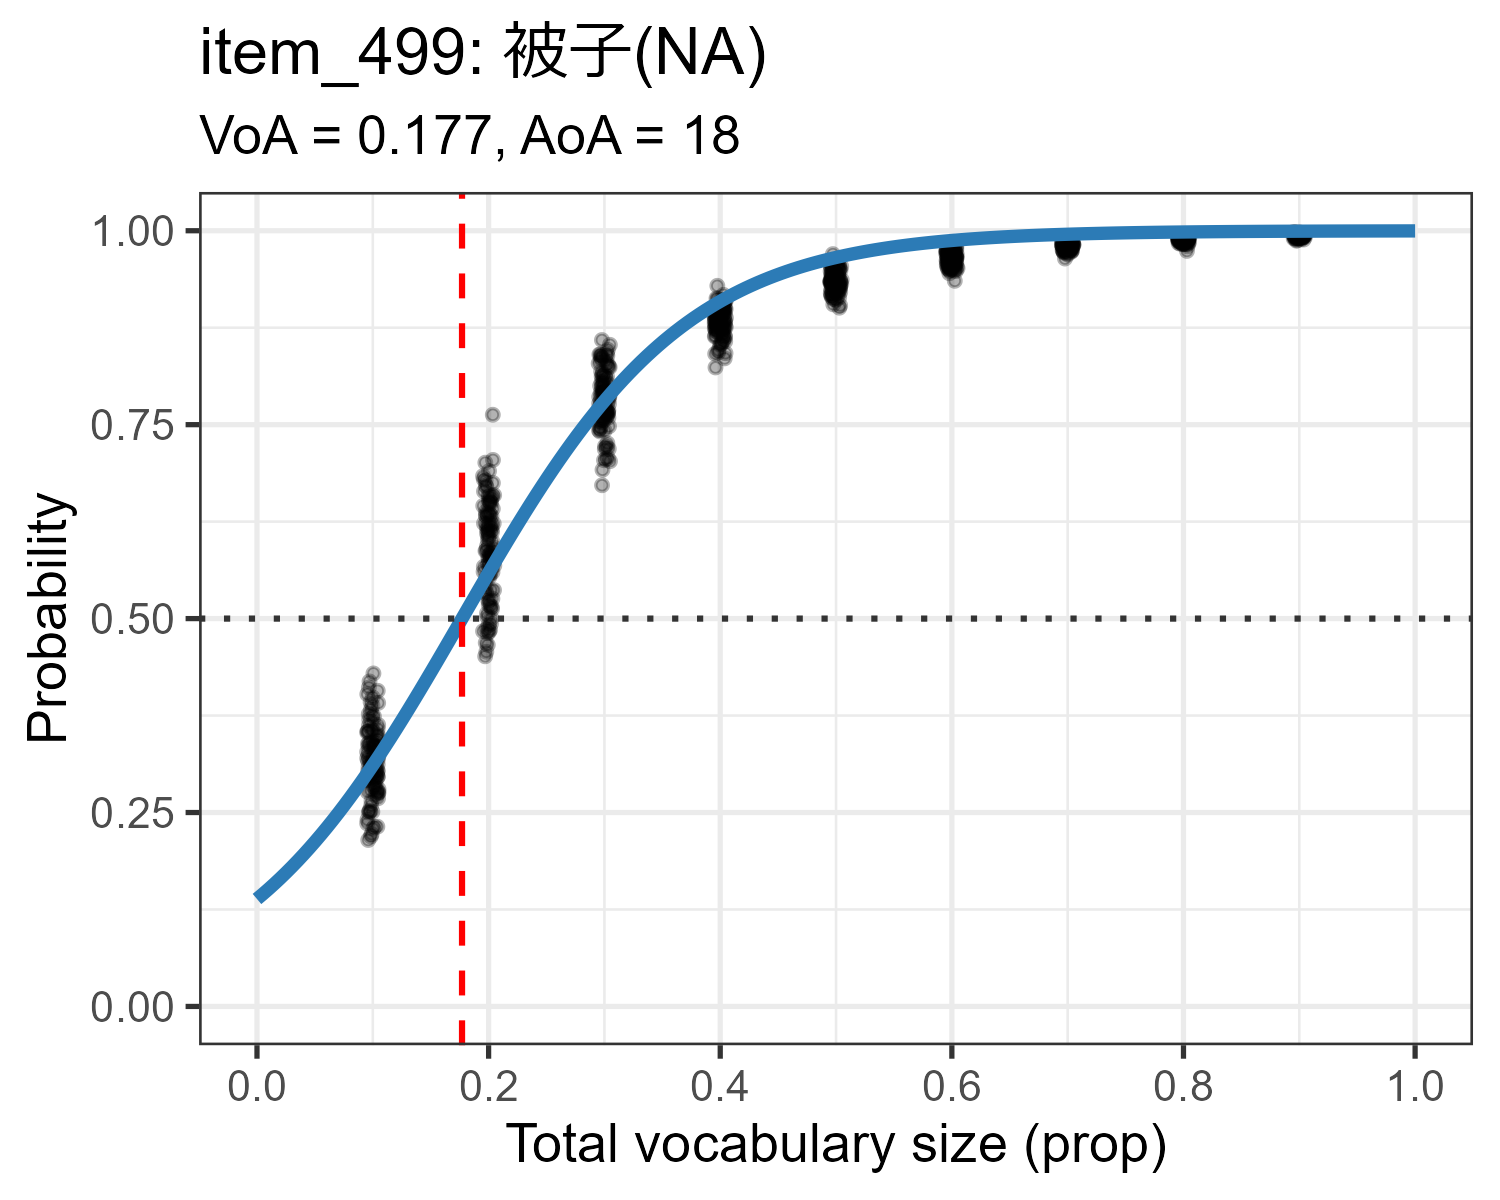 item_499: 被子(NA)
VoA = 0.177, AoA = 18
1.00
0.75
0.50
0.25
0.00
Probability
0.0 0.2 0.4 0.6 0.8 1.0
Total vocabulary size (prop)